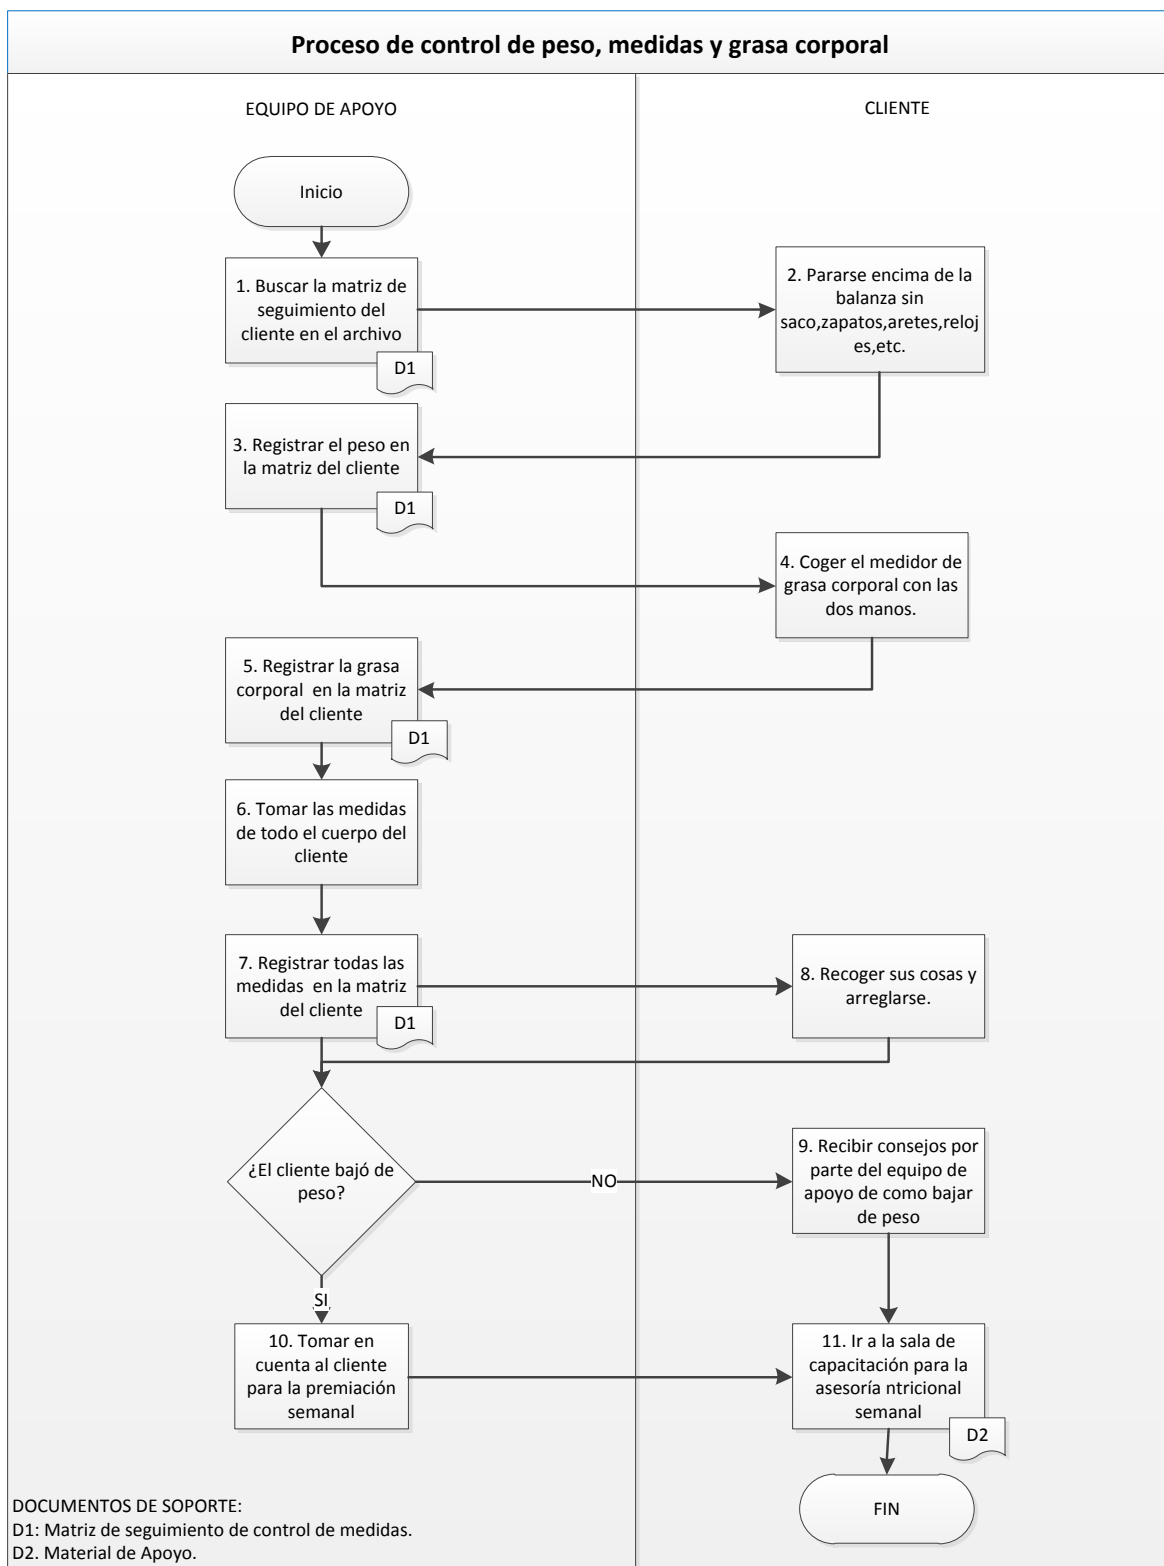 Proceso de control de peso, medidas y grasa corporal
EQUIPO DE APOYO
CLIENTE
Inicio
1. Buscar la matriz de
seguimiento del
cliente en el archivo
D1
2. Pararse encima de la
balanza sin
saco,zapatos,aretes,reloj
es,etc.
3. Registrar el peso en
la matriz del cliente
D1
4. Coger el medidor de
grasa corporal con las
dos manos.
5. Registrar la grasa
corporal en la matriz
del cliente
D1
6. Tomar las medidas
de todo el cuerpo del
cliente
7. Registrar todas las
medidas en la matriz
del cliente
D1
8. Recoger sus cosas y
arreglarse.
¿El cliente bajó de
peso?
NO
9. Recibir consejos por
parte del equipo de
apoyo de como bajar
de peso
SI
10. Tomar en
cuenta al cliente
para la premiación
semanal
11. Ir a la sala de
capacitación para la
asesoría ntricional
semanal
D2
FIN
DOCUMENTOS DE SOPORTE:
D1: Matriz de seguimiento de control de medidas.
D2. Material de Apoyo.